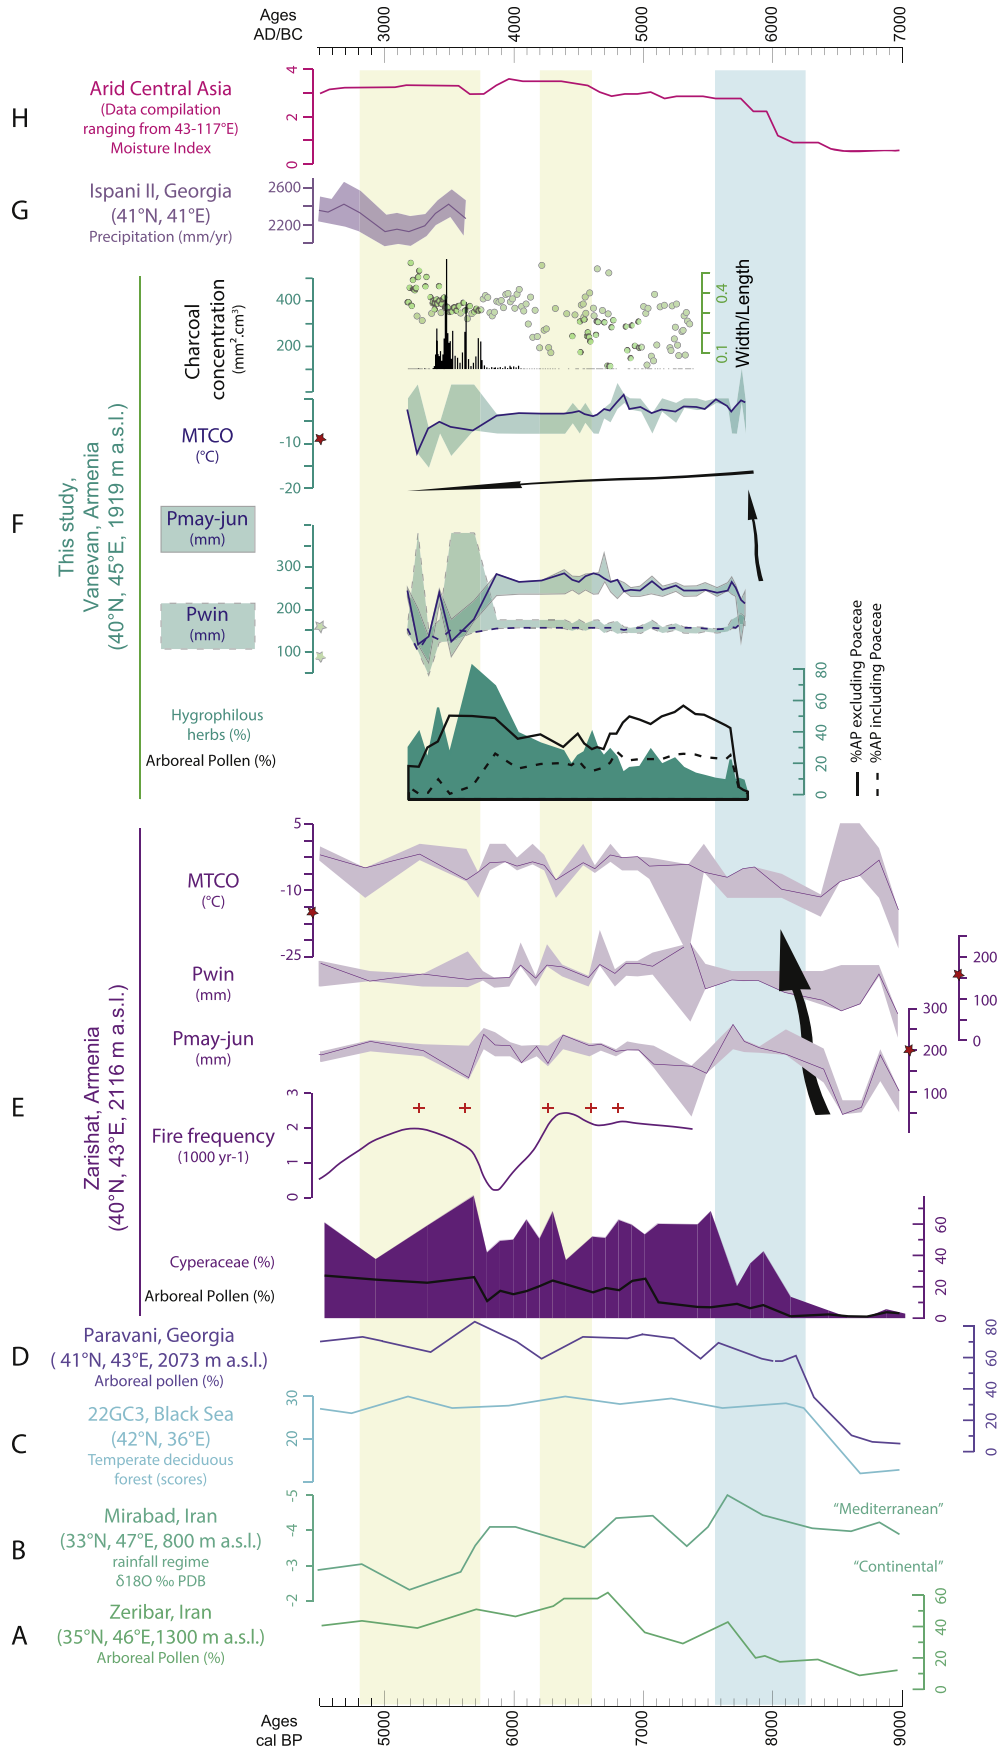 Ages
AD/BC
3000
4000
5000
6000
7000
H
Arid Central Asia
(Data compilation
ranging from 43-117°E)
Moisture Index
4
2
0
G
Ispani II, Georgia
(41°N, 41°E)
Precipitation (mm/yr)
2600
2200
F
This study,
Vanevan, Armenia
(40°N, 45°E, 1919 m a.s.l.)
Charcoal
concentration
(mm².cm³)
400
200
0.4
0.1
Width/Length
MTCO
(°C)
-10
-20
Pmay-jun
(mm)
Pwin
(mm)
300
200
100
Hygrophilous
herbs (%)
Arboreal Pollen (%)
80
60
40
20
0
%AP excluding Poaceae
%AP including Poaceae
E
Zarishat, Armenia
(40°N, 43°E, 2116 m a.s.l.)
MTCO
(°C)
5
-10
-25
Pwin
(mm)
200
100
0
Pmay-jun
(mm)
300
200
100
Fire frequency
(1000 yr-1)
3
2
1
0
Cyperaceae (%)
Arboreal Pollen (%)
60
40
20
0
D
Paravani, Georgia
( 41°N, 43°E, 2073 m a.s.l.)
Arboreal pollen (%)
80
60
40
20
0
C
22GC3, Black Sea
(42°N, 36°E)
Temperate deciduous
forest (scores)
30
20
B
Mirabad, Iran
(33°N, 47°E, 800 m a.s.l.)
rainfall regime
δ18O ‰ PDB
-5
-4
-3
-2
“Mediterranean”
“Continental”
A
Zeribar, Iran
(35°N, 46°E,1300 m a.s.l.)
Arboreal Pollen (%)
60
40
20
0
Ages
cal BP
5000
6000
7000
8000
9000